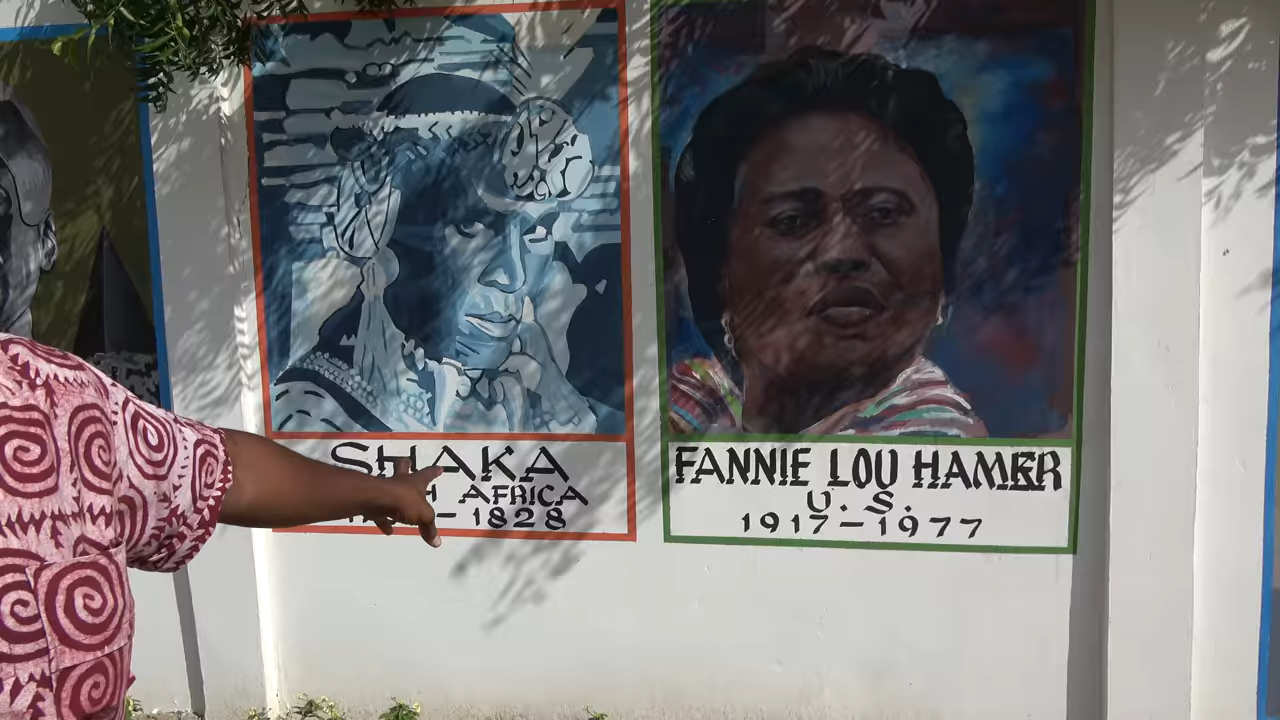 SHAKA
AFRICA
- 1828
FANNIE LOU HAMER
U. S.
1917-1977